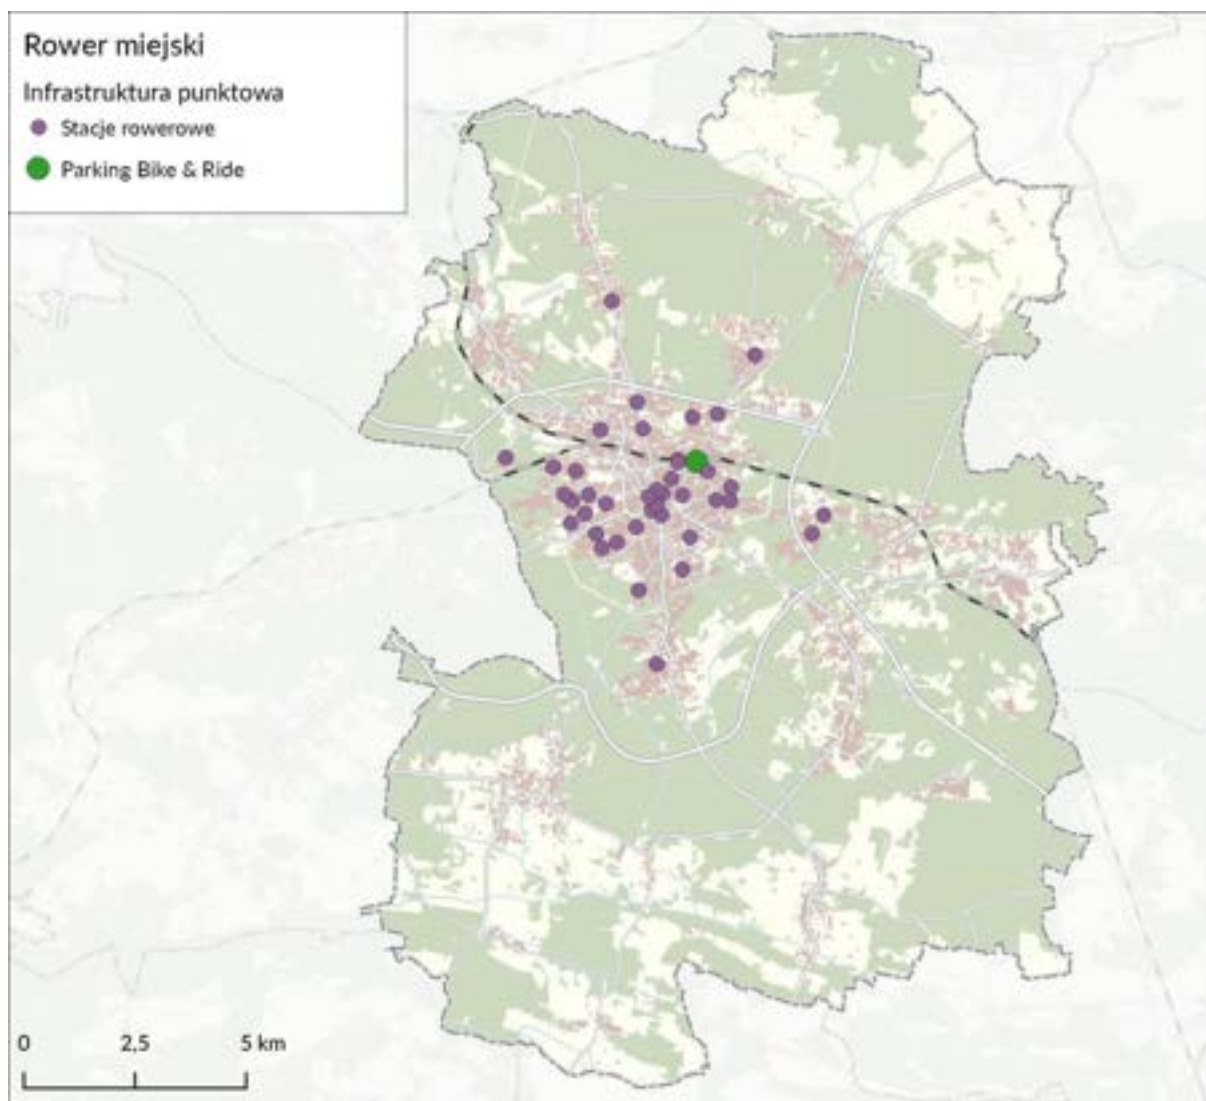 Rower miejski
Infrastruktura punktowa
Stacje rowerowe
Parking Bike & Ride
0 2,5 5 km